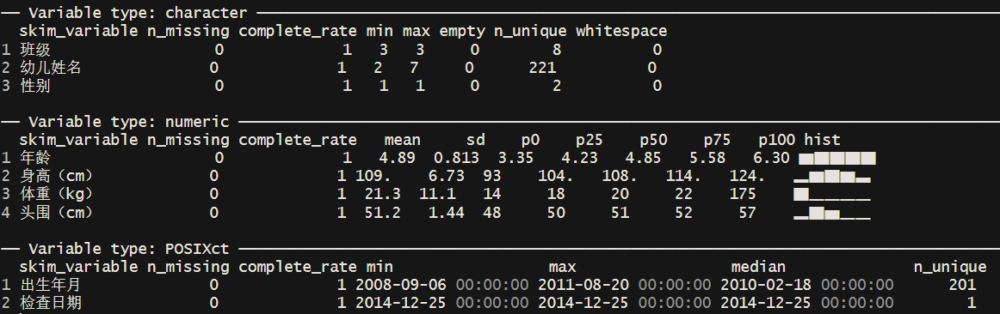 ── Variable type: character ──
skim_variable n_missing complete_rate min max empty n_unique whitespace
1 班级 0 1 3 3 0 8 0
2 幼儿姓名 0 1 2 7 0 221 0
3 性别 0 1 1 1 0 2 0
── Variable type: numeric ──
skim_variable n_missing complete_rate mean sd p0 p25 p50 p75 p100 hist
1 年龄 0 1 4.89 0.813 3.35 4.23 4.85 5.58 6.30 ▆▇▇▇▇
2 身高（cm） 0 1 109. 6.73 93 104. 108. 114. 124. ▂▇▇▆▃
3 体重（kg） 0 1 21.3 11.1 14 18 20 22 175 ▇▁▁▁▁
4 头围（cm） 0 1 51.2 1.44 48 50 51 52 57 ▂▇▅▁▁
── Variable type: POSIXct ──
skim_variable n_missing complete_rate min max median n_unique
1 出生年月 0 1 2008-09-06 00:00:00 2011-08-20 00:00:00 2010-02-18 00:00:00 201
2 检查日期 0 1 2014-12-25 00:00:00 2014-12-25 00:00:00 2014-12-25 00:00:00 1